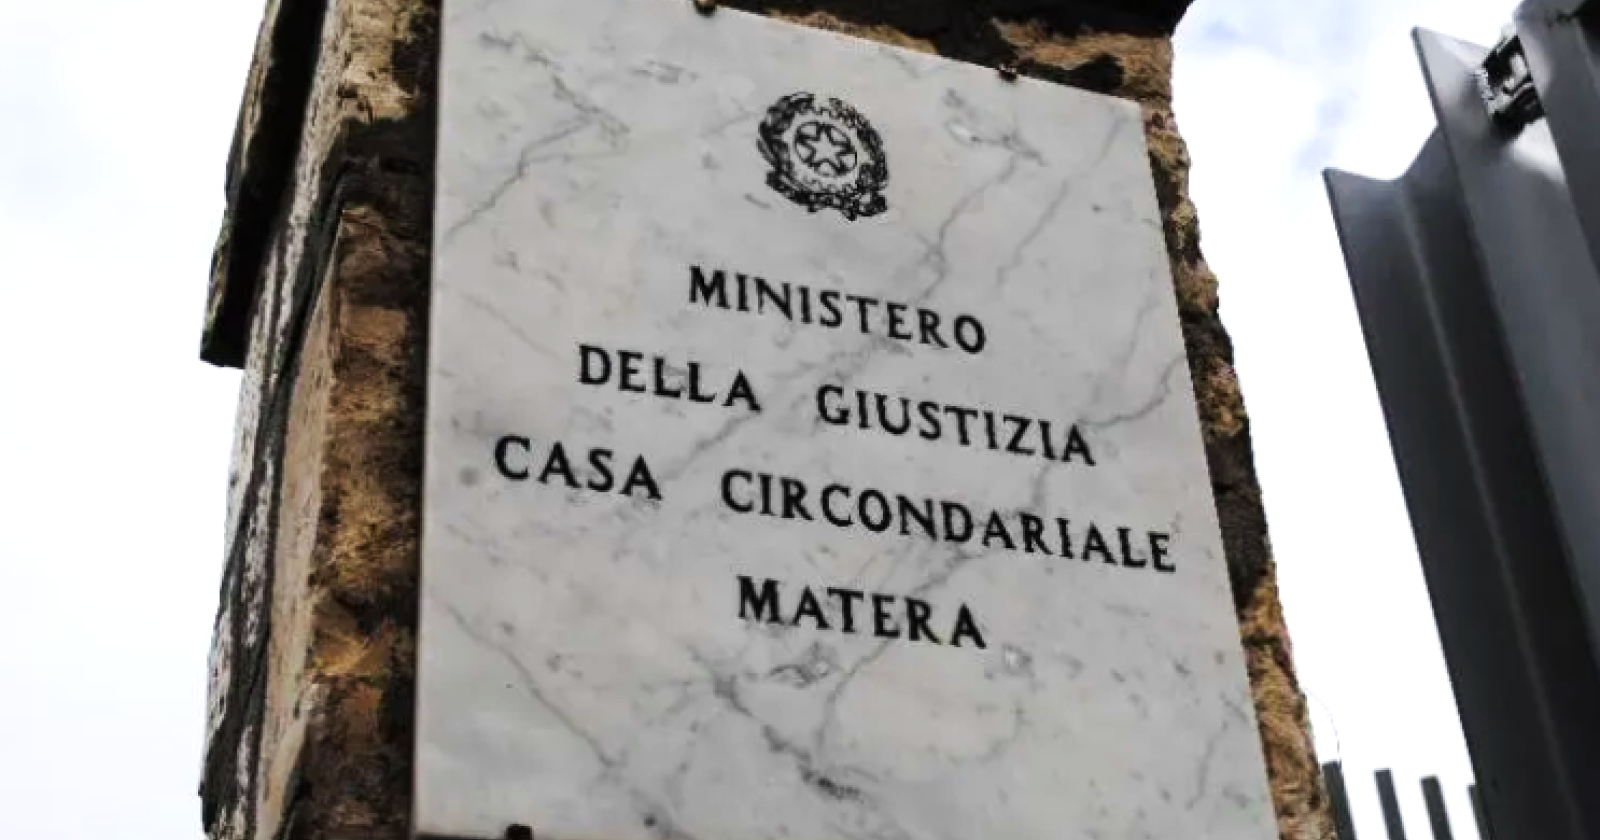 MINISTERO
DELLA GIUSTIZIA
CASA CIRCONDARIALE
MATERA